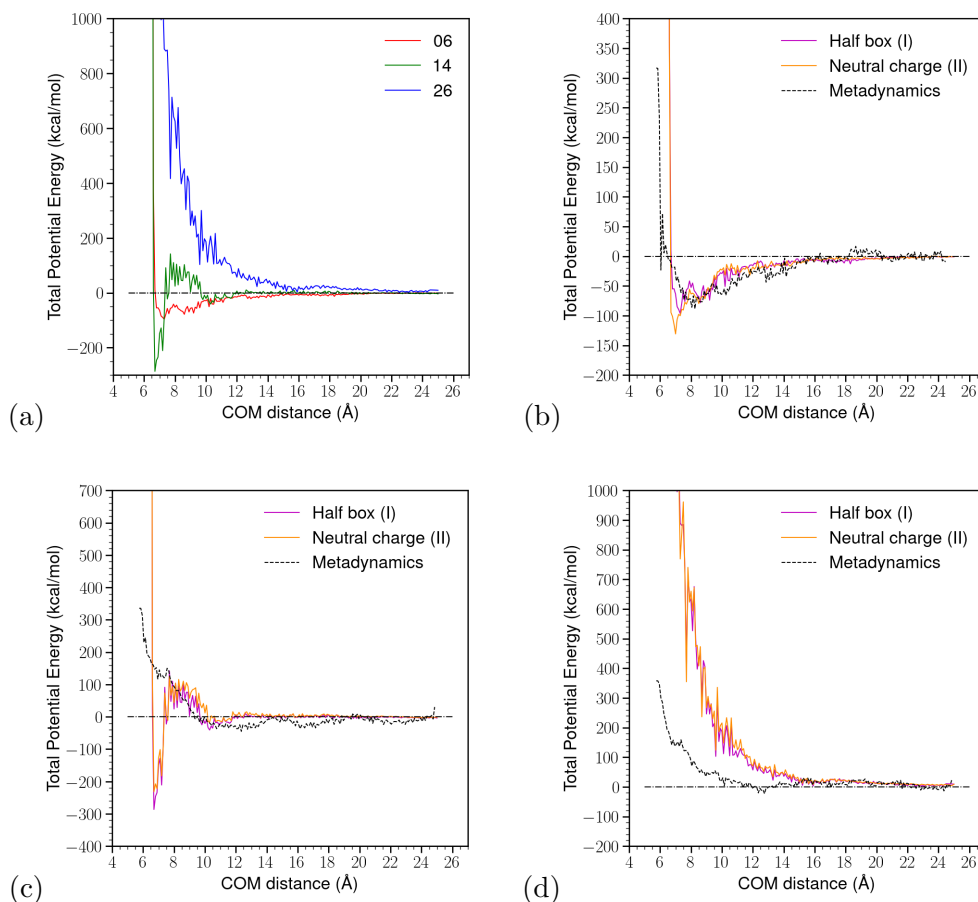 1000
800
600
400
200
0
−200
4 6 8 10 12 14 16 18 20 22 24 26
COM distance (Å)
Total Potential Energy (kcal/mol)
06
14
26
(a)
400
350
300
250
200
150
100
50
0
−50
−100
−150
−200
4 6 8 10 12 14 16 18 20 22 24 26
COM distance (Å)
Total Potential Energy (kcal/mol)
Half box (I)
Neutral charge (II)
Metadynamics
(b)
700
600
500
400
300
200
100
0
−100
−200
−300
−400
4 6 8 10 12 14 16 18 20 22 24 26
COM distance (Å)
Total Potential Energy (kcal/mol)
Half box (I)
Neutral charge (II)
Metadynamics
(c)
1000
900
800
700
600
500
400
300
200
100
0
−100
−200
4 6 8 10 12 14 16 18 20 22 24 26
COM distance (Å)
Total Potential Energy (kcal/mol)
Half box (I)
Neutral charge (II)
Metadynamics
(d)